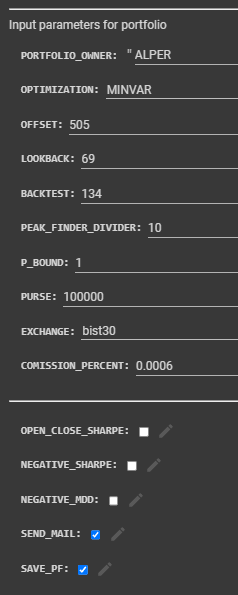 Input parameters for portfolio
PORTFOLIO_OWNER: " ALPER
OPTIMIZATION: MINVAR
OFFSET: 505
LOOKBACK: 69
BACKTEST: 134
PEAK_FINDER_DIVIDER: 10
P_BOUND: 1
PURSE: 100000
EXCHANGE: bist30
COMISSION_PERCENT: 0.0006
OPEN_CLOSE_SHARPE:
NEGATIVE_SHARPE:
NEGATIVE_MDD:
SEND_MAIL:
SAVE_PF: